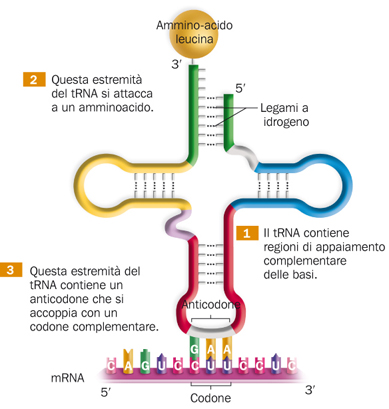 Ammino-acido
leucina
3′
5′
2 Questa estremità
del tRNA si attacca
a un amminoacido.
Legami a
idrogeno
1 Il tRNA contiene
regioni di appaiamento
complementare
delle basi.
3 Questa estremità del
tRNA contiene un
anticodone che si
accoppia con un
codone complementare.
Anticodone
G A A
C A G U C C U U C C U C
mRNA
5′
3′
Codone